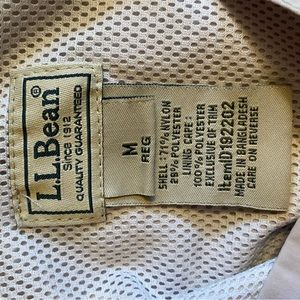 L.L.Bean®
Since 1912
QUALITY GUARANTEED
M
REG
SHELL: 71% NYLON
29% POLYESTER
LINING CAPE:
100% POLYESTER
EXCLUSIVE OF TRIM
ItemID192202
MADE IN BANGLADESH
CARE ON REVERSE